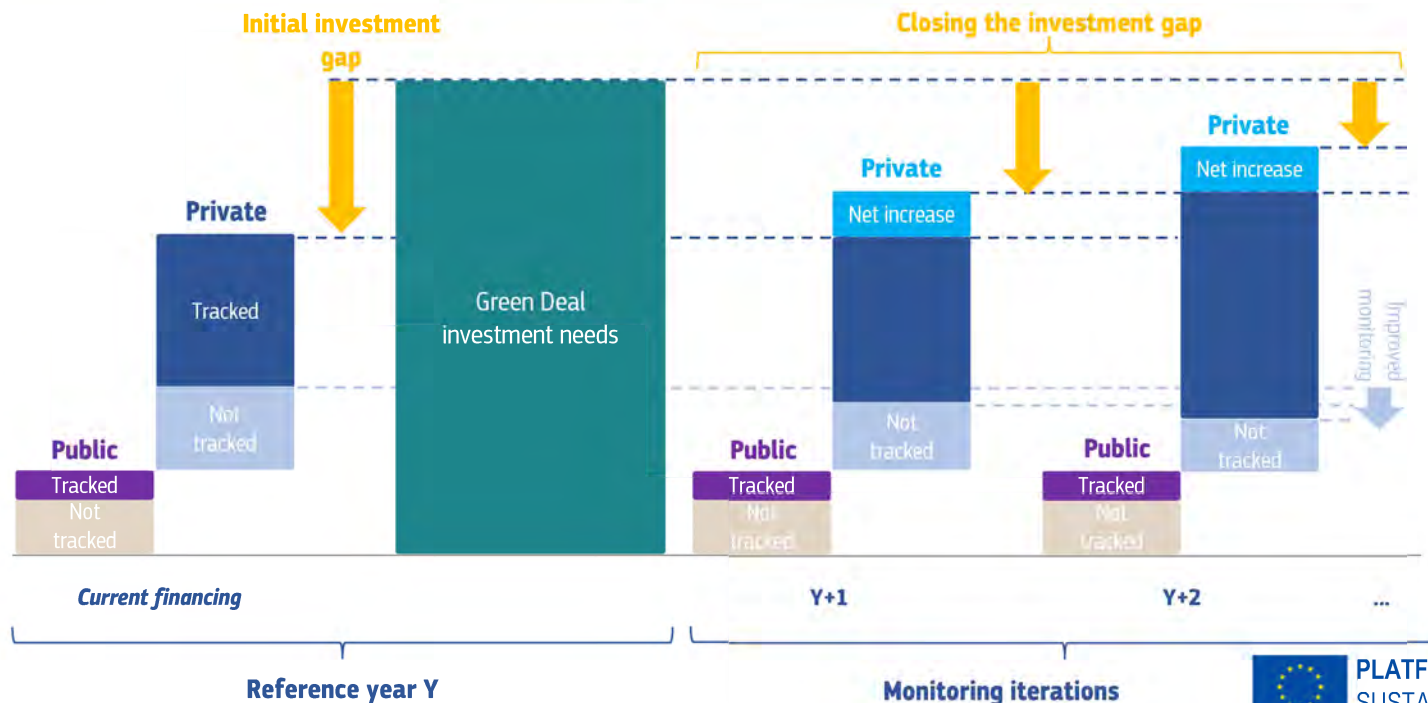 Initial investment
gap
Closing the investment gap
Private
Tracked
Not
tracked
Public
Tracked
Not
tracked
Green Deal
investment needs
Private
Net increase
Not
tracked
Public
Tracked
Not
tracked
Private
Net increase
Not
tracked
Public
Tracked
Not
tracked
Improved
monitoring
Current financing
Y+1
Y+2
...
Reference year Y
Monitoring iterations
PLATF
SUSTA